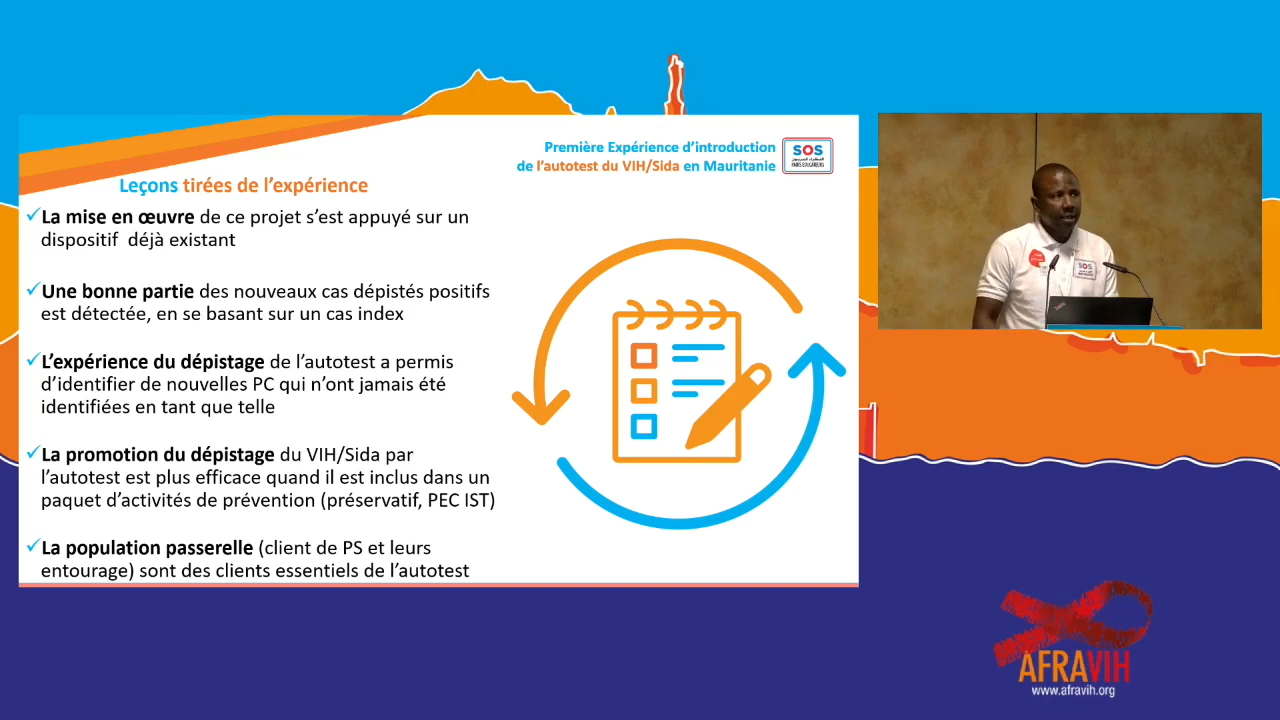 Première Expérience d'introduction
de l'autotest du VIH/Sida en Mauritanie
SOS
PAIRS EDUCATEURS
Leçons tirées de l'expérience
La mise en œuvre de ce projet s'est appuyé sur un
dispositif déjà existant
Une bonne partie des nouveaux cas dépistés positifs
est détectée, en se basant sur un cas index
L'expérience du dépistage de l'autotest a permis
d'identifier de nouvelles PC qui n'ont jamais été
identifiées en tant que telle
La promotion du dépistage du VIH/Sida par
l'autotest est plus efficace quand il est inclus dans un
paquet d'activités de prévention (préservatif, PEC IST)
La population passerelle (client de PS et leurs
entourage) sont des clients essentiels de l'autotest
SOS
AFRAVIH
www.afravih.org